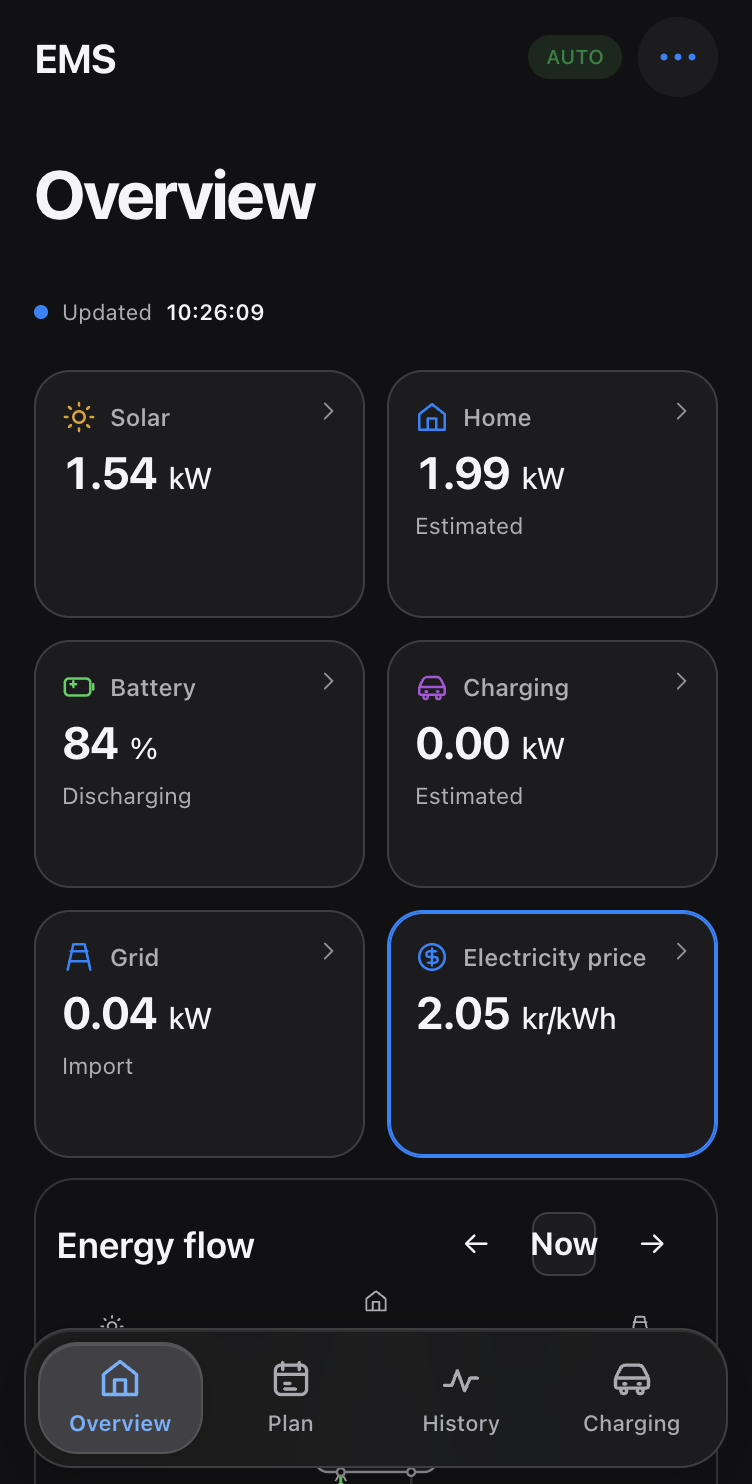 EMS
AUTO
Overview
Updated 10:26:09
Solar
1.54 kW
Home
1.99 kW
Estimated
Battery
84 %
Discharging
Charging
0.00 kW
Estimated
Grid
0.04 kW
Import
Electricity price
2.05 kr/kWh
Energy flow
Now
Overview
Plan
History
Charging